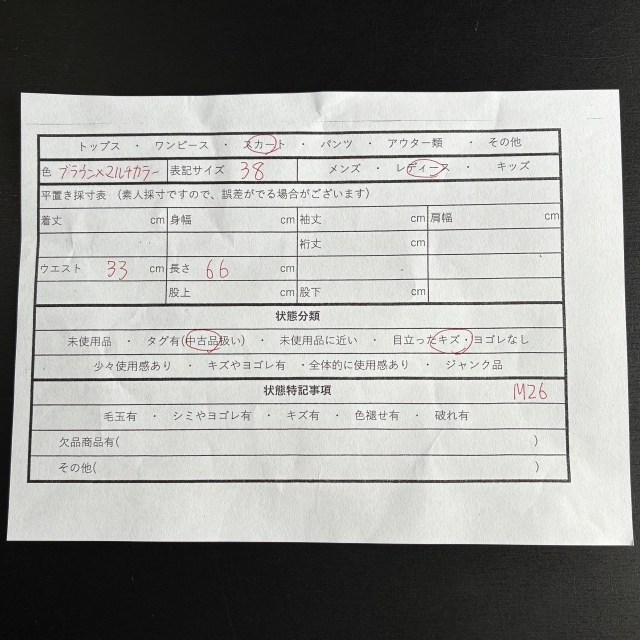 トップス ・ ワンピース ・ スカート ・ パンツ ・ アウター類 ・ その他
色 ブラウン×マルチカラー 表記サイズ 38 メンズ ・ レディース ・ キッズ
平置き採寸表 （素人採寸ですので、誤差がでる場合がございます）
着丈 cm 身幅 cm 袖丈 cm 肩幅 cm
裄丈 cm
ウエスト 33 cm 長さ 66 cm
股上 cm 股下 cm
状態分類
未使用品 ・ タグ有(中古品扱い) ・ 未使用品に近い ・ 目立ったキズ・ヨゴレなし
少々使用感あり ・ キズやヨゴレ有 ・全体的に使用感あり ・ ジャンク品
状態特記事項 M26
毛玉有 ・ シミやヨゴレ有 ・ キズ有 ・ 色褪せ有 ・ 破れ有
欠品商品有( )
その他( )